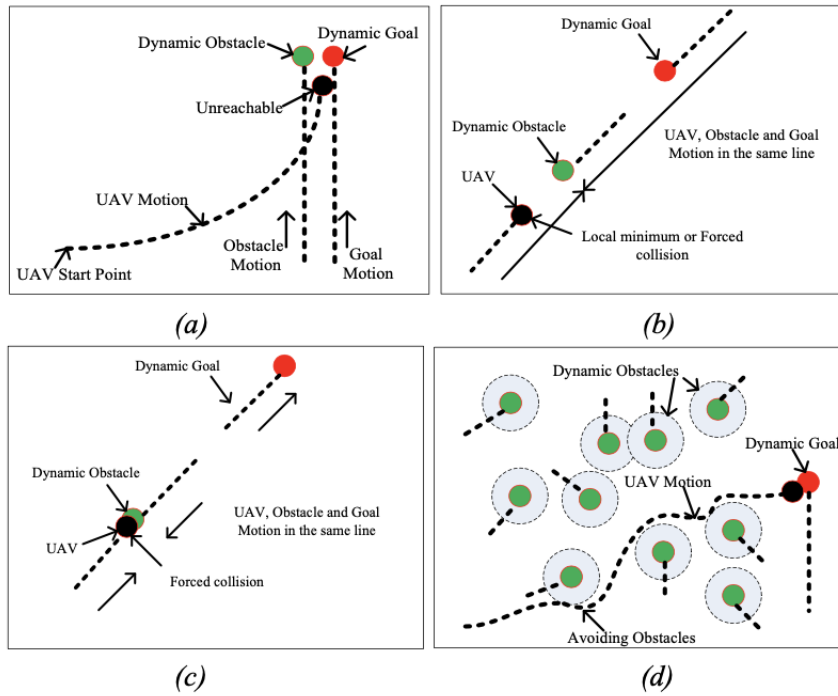 Dynamic Obstacle
Dynamic Goal
Unreachable
UAV Motion
UAV Start Point
Obstacle
Motion
Goal
Motion
(a)
Dynamic Goal
Dynamic Obstacle
UAV, Obstacle and Goal
Motion in the same line
UAV
Local minimum or Forced
collision
(b)
Dynamic Goal
Dynamic Obstacle
UAV, Obstacle and Goal
Motion in the same line
UAV
Forced collision
(c)
Dynamic Obstacles
Dynamic Goal
UAV Motion
Avoiding Obstacles
(d)